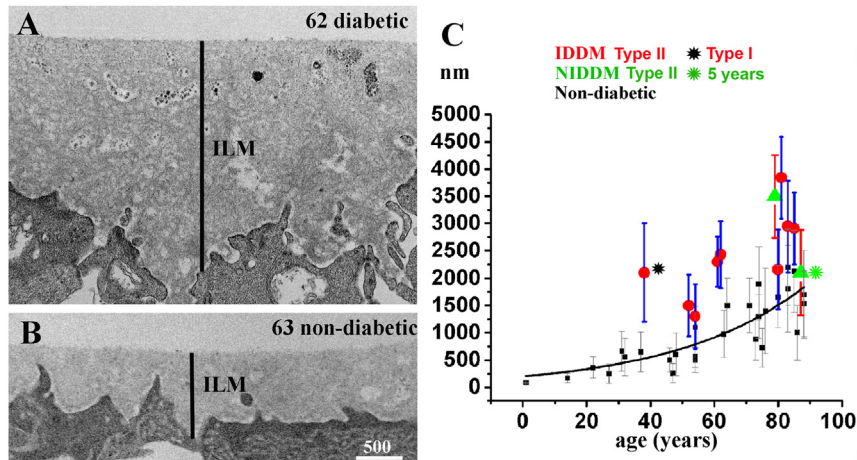 A
62 diabetic
ILM
B
63 non-diabetic
ILM
500
C
IDDM Type II ✷ Type I
NIDDM Type II ✳ 5 years
Non-diabetic
nm
5000
4500
4000
3500
3000
2500
2000
1500
1000
500
0
0 20 40 60 80 100
age (years)